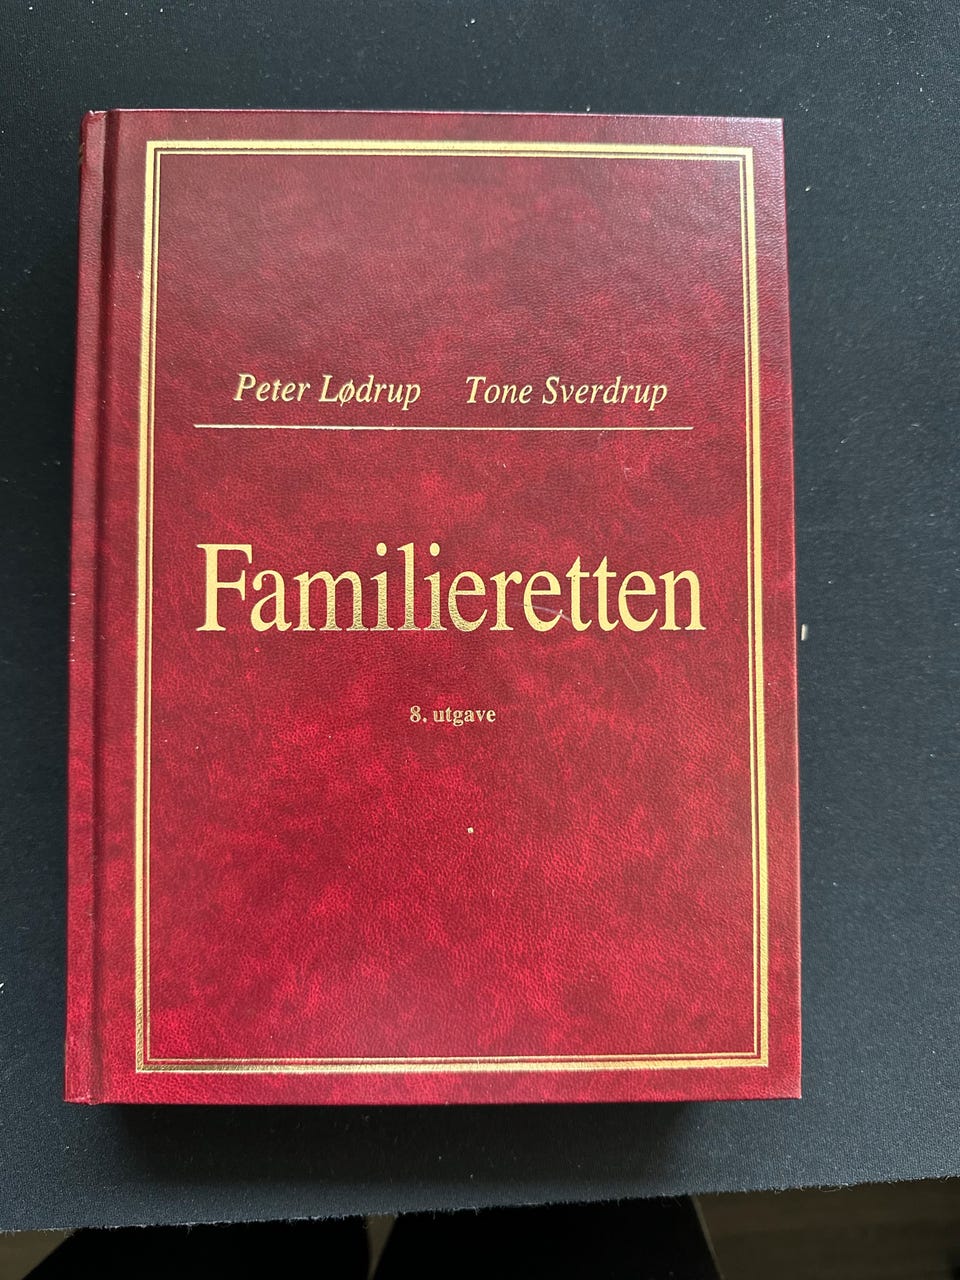 Peter Lødrup Tone Sverdrup
Familieretten
8. utgave